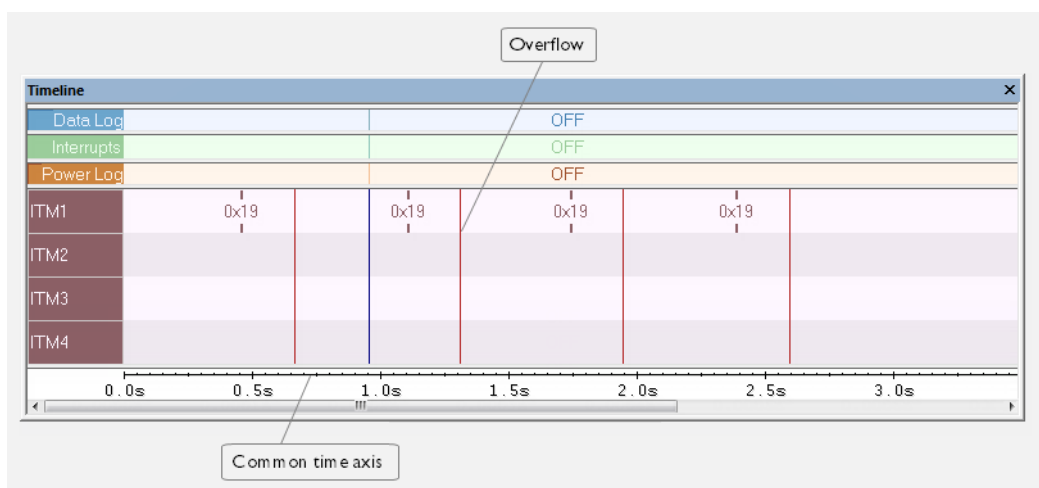 Overflow
Timeline
Data Log OFF
Interrupts OFF
Power Log OFF
ITM1 0x19 0x19 0x19 0x19
ITM2
ITM3
ITM4
0.0s 0.5s 1.0s 1.5s 2.0s 2.5s 3.0s
Common time axis